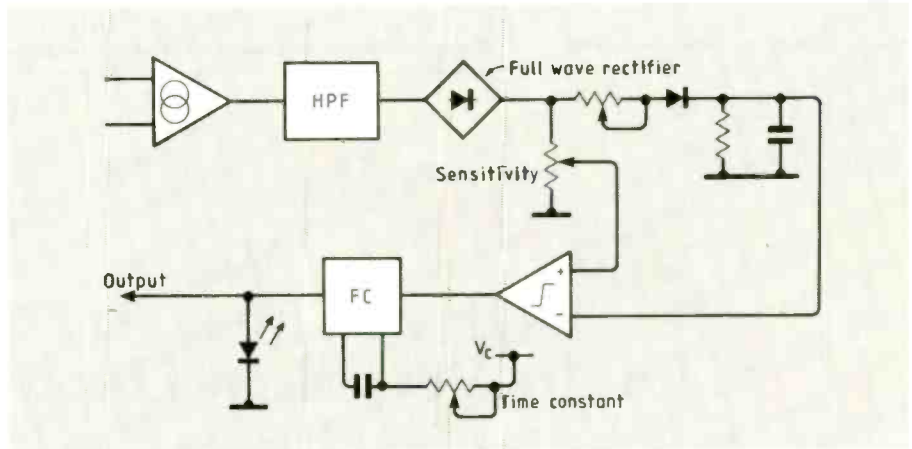 Full wave rectifier
HPF
Sensitivity
+
-
Output
FC
Vc
Time constant